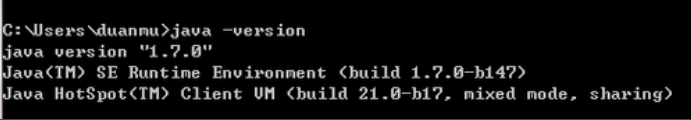 C:\Users\duanmu>java -version
java version "1.7.0"
Java(TM) SE Runtime Environment (build 1.7.0-b147)
Java HotSpot(TM) Client VM (build 21.0-b17, mixed mode, sharing)